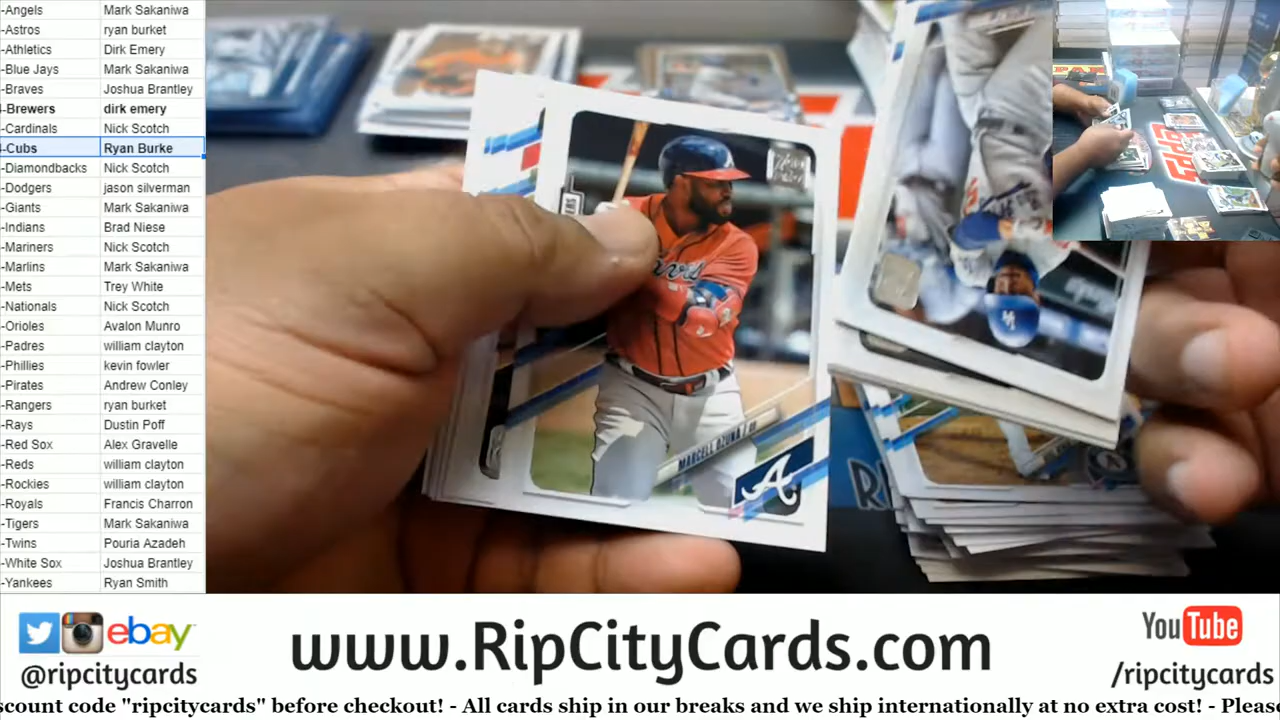 -Angels Mark Sakaniwa
-Astros ryan burket
-Athletics Dirk Emery
-Blue Jays Mark Sakaniwa
-Braves Joshua Brantley
-Brewers dirk emery
-Cardinals Nick Scotch
-Cubs Ryan Burke
-Diamondbacks Nick Scotch
-Dodgers jason silverman
-Giants Mark Sakaniwa
-Indians Brad Niese
-Mariners Nick Scotch
-Marlins Mark Sakaniwa
-Mets Trey White
-Nationals Nick Scotch
-Orioles Avalon Munro
-Padres william clayton
-Phillies kevin fowler
-Pirates Andrew Conley
-Rangers ryan burket
-Rays Dustin Poff
-Red Sox Alex Gravelle
-Reds william clayton
-Rockies william clayton
-Royals Francis Charron
-Tigers Mark Sakaniwa
-Twins Pouria Azadeh
-White Sox Joshua Brantley
-Yankees Ryan Smith
MARCELL OZUNA
A
TOPPS
ebay
@ripcitycards
www.RipCityCards.com
YouTube
/ripcitycards
scount code "ripcitycards" before checkout! - All cards ship in our breaks and we ship internationally at no extra cost! - Pleas